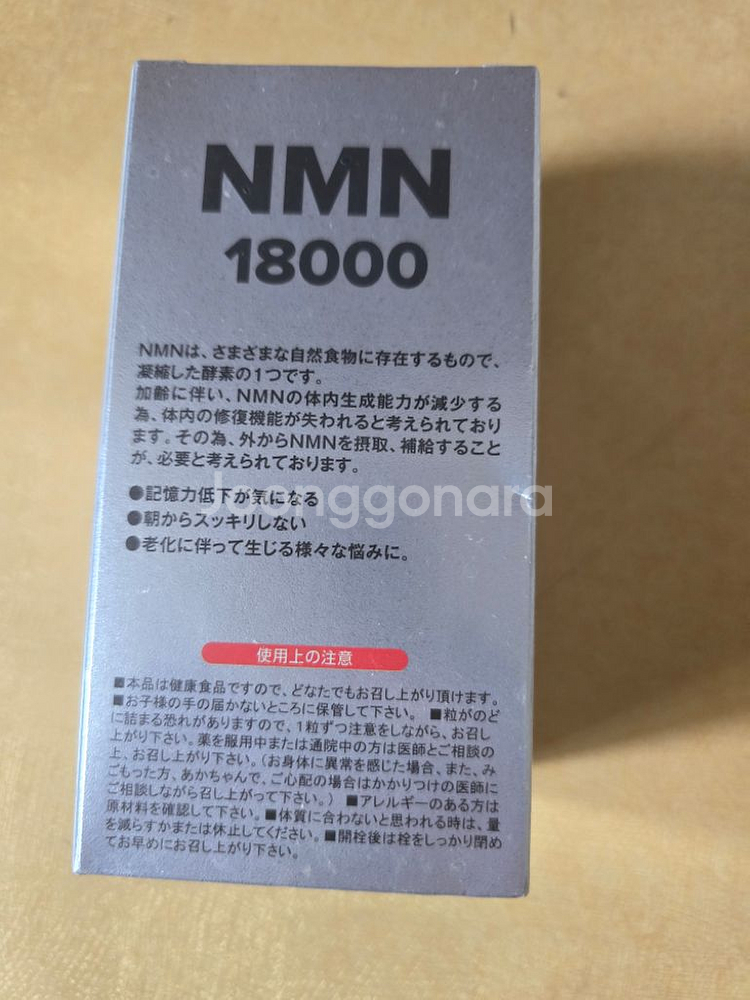 NMN
18000
NMNは、さまざまな自然食物に存在するもので、
凝縮した酵素の1つです。
加齢に伴い、NMNの体内生成能力が減少する
為、体内の修復機能が失われると考えられており
ます。その為、外からNMNを摂取、補給すること
が、必要と考えられております。
●記憶力低下が気になる
Joonggonara
●朝からスッキリしない
●老化に伴って生じる様々な悩みに。
使用上の注意
■本品は健康食品ですので、どなたでもお召し上がり頂けます。
■お子様の手の届かないところに保管して下さい。 ■粒がのど
に詰まる恐れがありますので、1粒ずつ注意をしながら、お召し
上がり下さい。薬を服用中または通院中の方は医師とご相談の
上、お召し上がり下さい。(お身体に異常を感じた場合、また、み
ごもった方、あかちゃんで、ご心配の場合はかかりつけの医師に
ご相談しながら召し上がって下さい。) ■アレルギーのある方は
原材料を確認して下さい。■体質に合わないと思われる時は、量
を減らすかまたは休止してください。■開栓後は栓をしっかり閉め
てお早めにお召し上がり下さい。